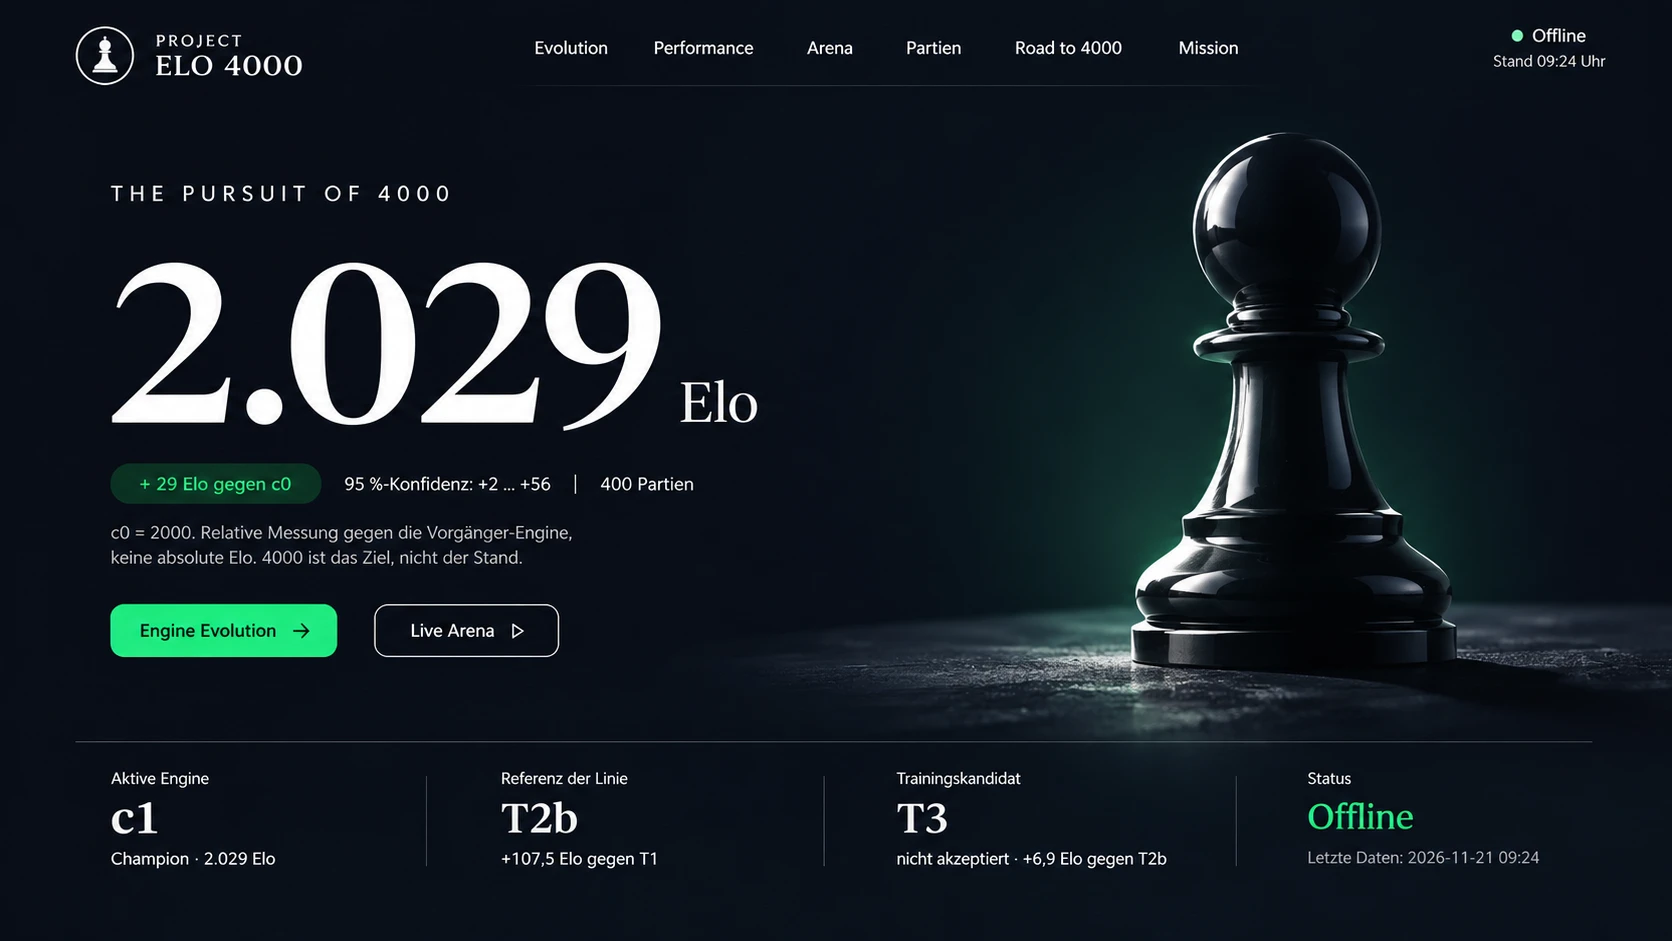 PROJECT
ELO 4000
Evolution
Performance
Arena
Partien
Road to 4000
Mission
Offline
Stand 09:24 Uhr
THE PURSUIT OF 4000
2.029 Elo
+ 29 Elo gegen c0
95 %-Konfidenz: +2 ... +56 | 400 Partien
c0 = 2000. Relative Messung gegen die Vorgänger-Engine,
keine absolute Elo. 4000 ist das Ziel, nicht der Stand.
Engine Evolution →
Live Arena
Aktive Engine
c1
Champion · 2.029 Elo
Referenz der Linie
T2b
+107,5 Elo gegen T1
Trainingskandidat
T3
nicht akzeptiert · +6,9 Elo gegen T2b
Status
Offline
Letzte Daten: 2026-11-21 09:24